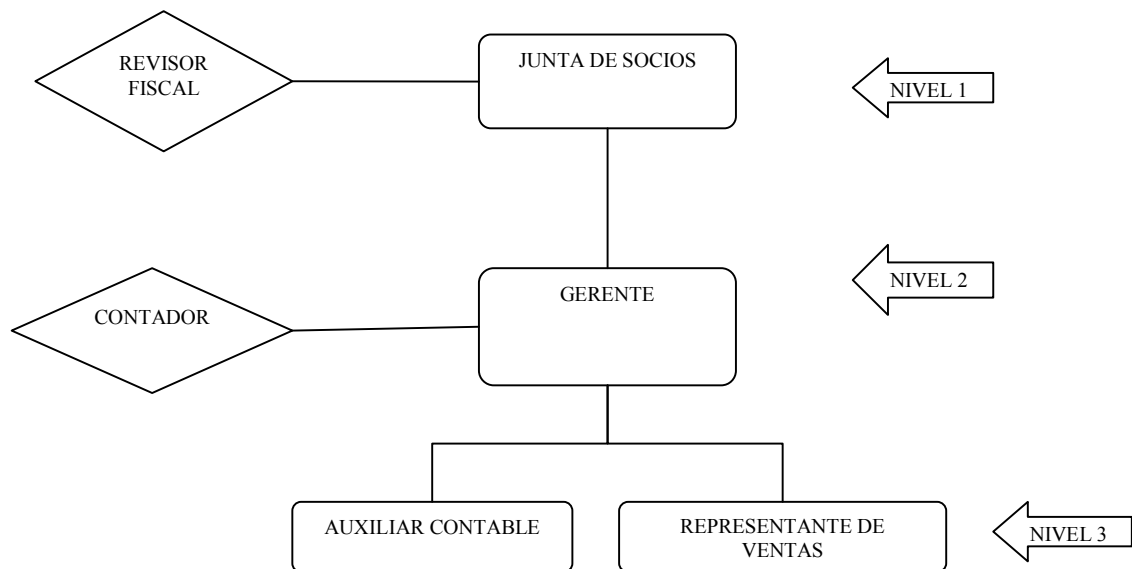 REVISOR
FISCAL
JUNTA DE SOCIOS
NIVEL 1
CONTADOR
GERENTE
NIVEL 2
AUXILIAR CONTABLE
REPRESENTANTE DE
VENTAS
NIVEL 3